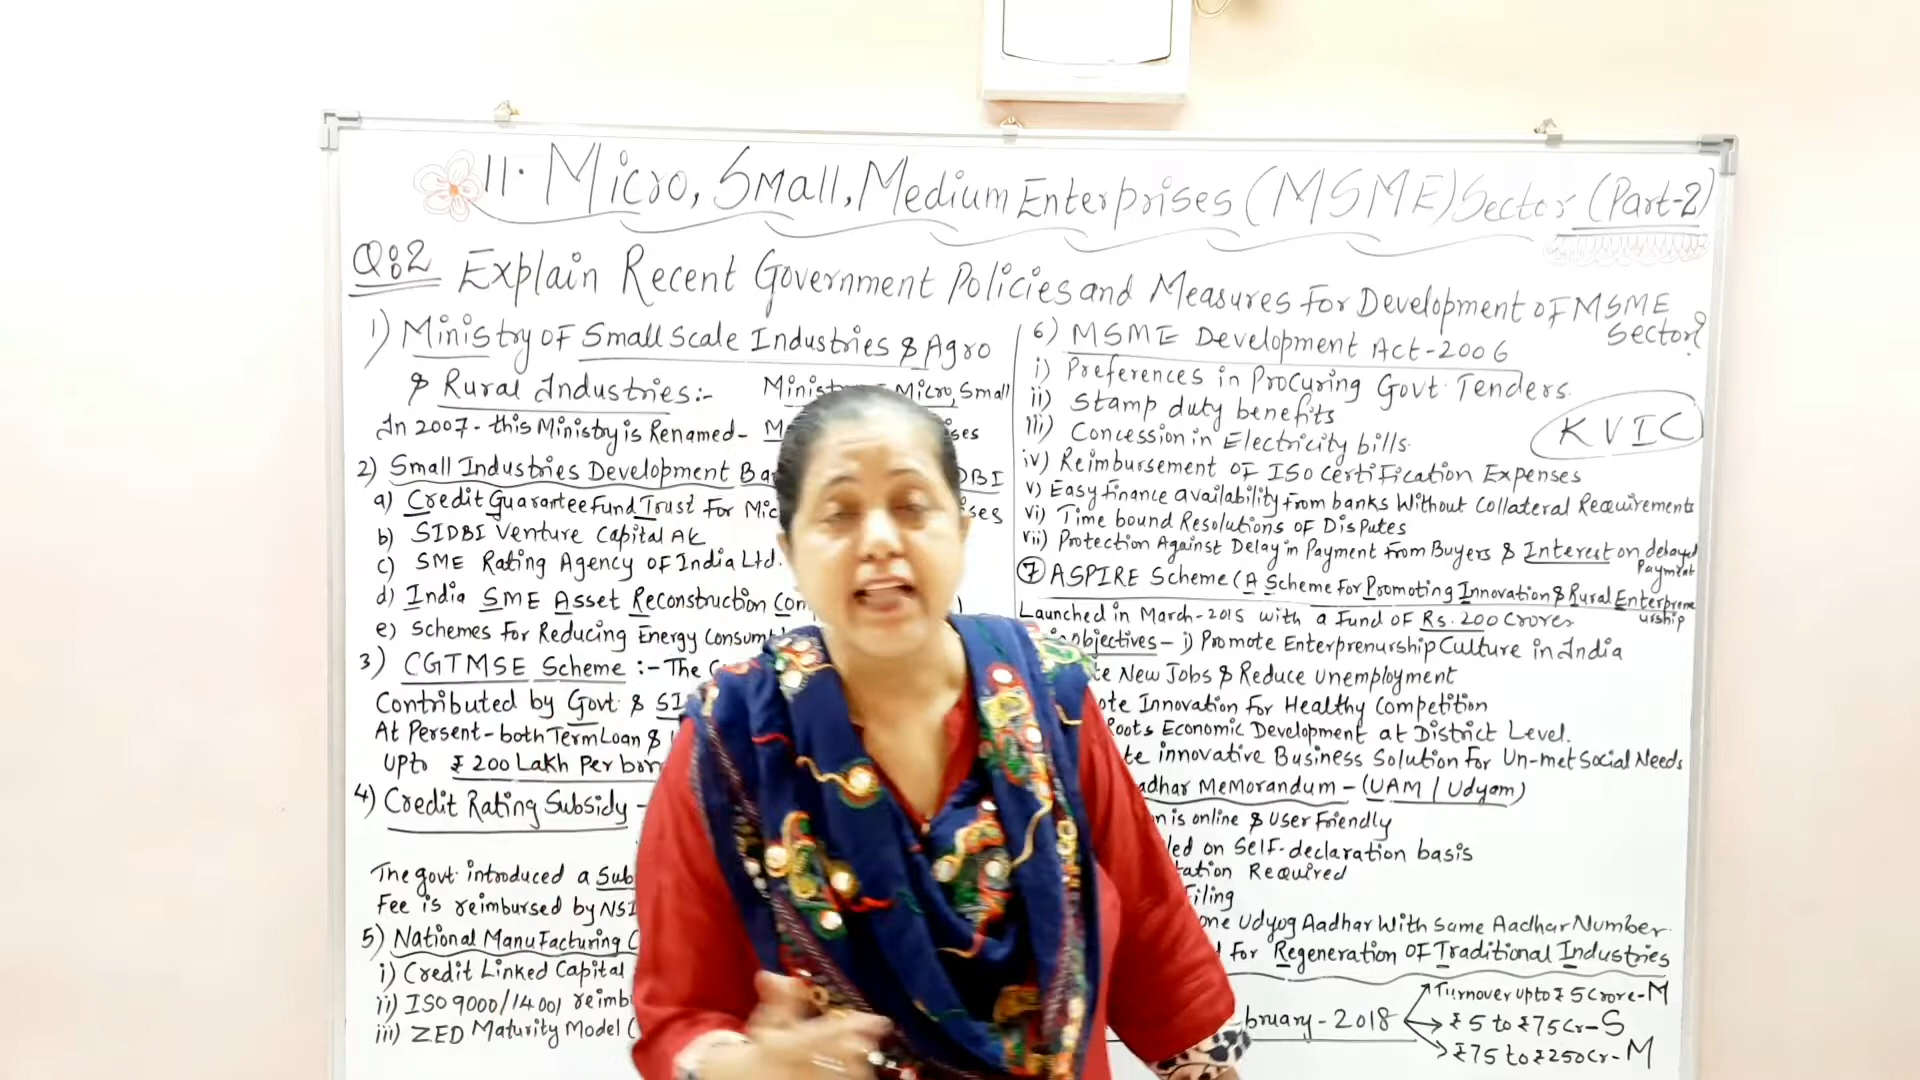 11. Micro, Small, Medium Enterprises (MSME) Sector (Part-2)
Q:2 Explain Recent Government Policies and Measures for Development of MSME
Sector?
1) Ministry of Small Scale Industries & Agro
& Rural Industries:- Micro, Small
In 2007 - this Ministry is Renamed-
2) Small Industries Development
a) Credit Guarantee Fund Trust for
b) SIDBI Venture Capital
c) SME Rating Agency of India Ltd.
d) India SME Asset Reconstruction
e) Schemes for Reducing Energy
3) CGTMSE Scheme :- The
Contributed by Govt &
At Persent - both Term Loan &
Upto ₹ 200 Lakh Per
4) Credit Rating Subsidy -
The govt introduced a
Fee is reimbursed by
5) National Manufacturing
i) Credit Linked Capital
ii) ISO 9000/14001
iii) ZED Maturity Model (
6) MSME Development Act-2006
i) Preferences in Procuring Govt. Tenders.
ii) Stamp duty benefits
iii) Concession in Electricity bills.
KVIC
iv) Reimbursement of ISO Certification Expenses
v) Easy finance availability from banks Without Collateral Requirements
vi) Time bound Resolutions of Disputes
vii) Protection Against Delay in Payment from Buyers & Interest on delayed
Payment
7 ASPIRE Scheme (A Scheme for Promoting Innovation & Rural Enterprene
urship
Launched in March-2015 with a Fund of Rs. 200 Crores
Objectives - i) Promote Enterprenurship Culture in India
New Jobs & Reduce unemployment
Innovation for Healthy Competition
Roots Economic Development at District Level.
innovative Business Solution for Un-met Social Needs
Memorandum - (UAM / Udyam)
is online & User Friendly
on Self-declaration basis
Required
one Udyog Aadhar With same Aadhar Number.
for Regeneration of Traditional Industries
Turnover upto ₹ 5 Crore - M
2018
₹ 5 to ₹75 Cr - S
₹75 to ₹250 Cr - M